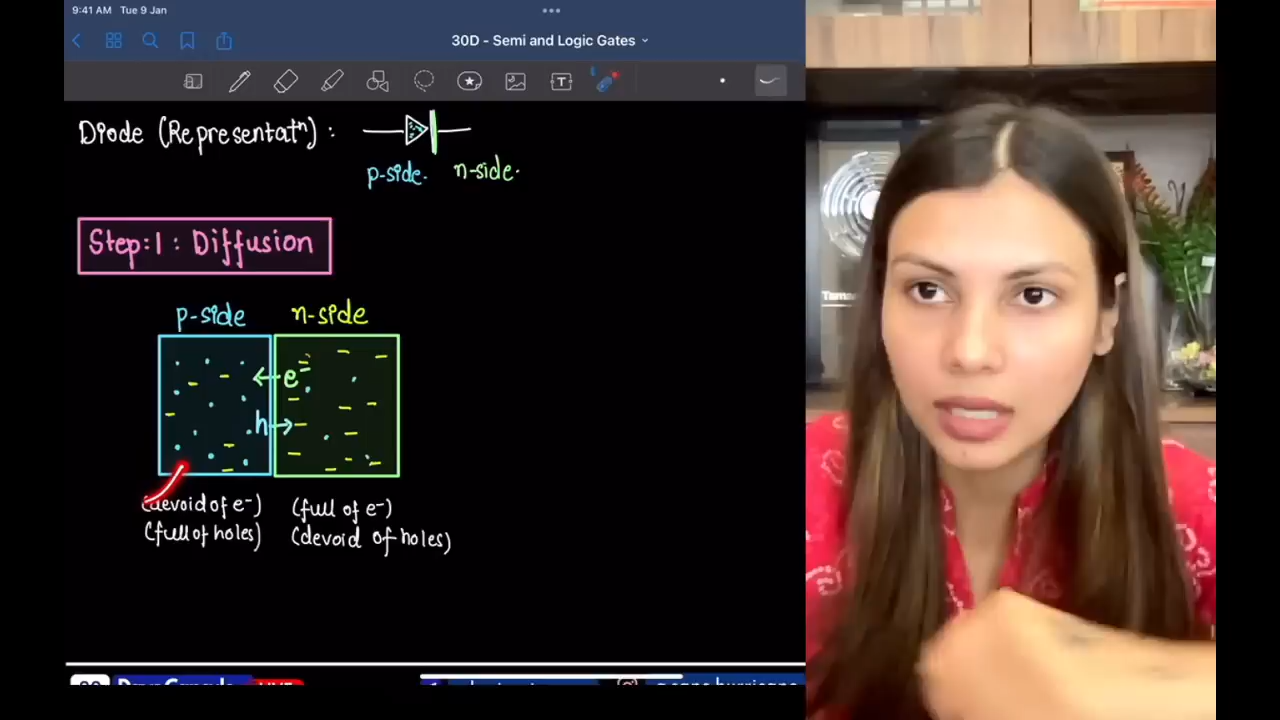 9:41 AM Tue 9 Jan
30D - Semi and Logic Gates
T
Diode (Representatⁿ) :
p-side. n-side.
Step:1 : Diffusion
p-side n-side
e⁻
h
(devoid of e⁻) (full of e⁻)
(full of holes) (devoid of holes)